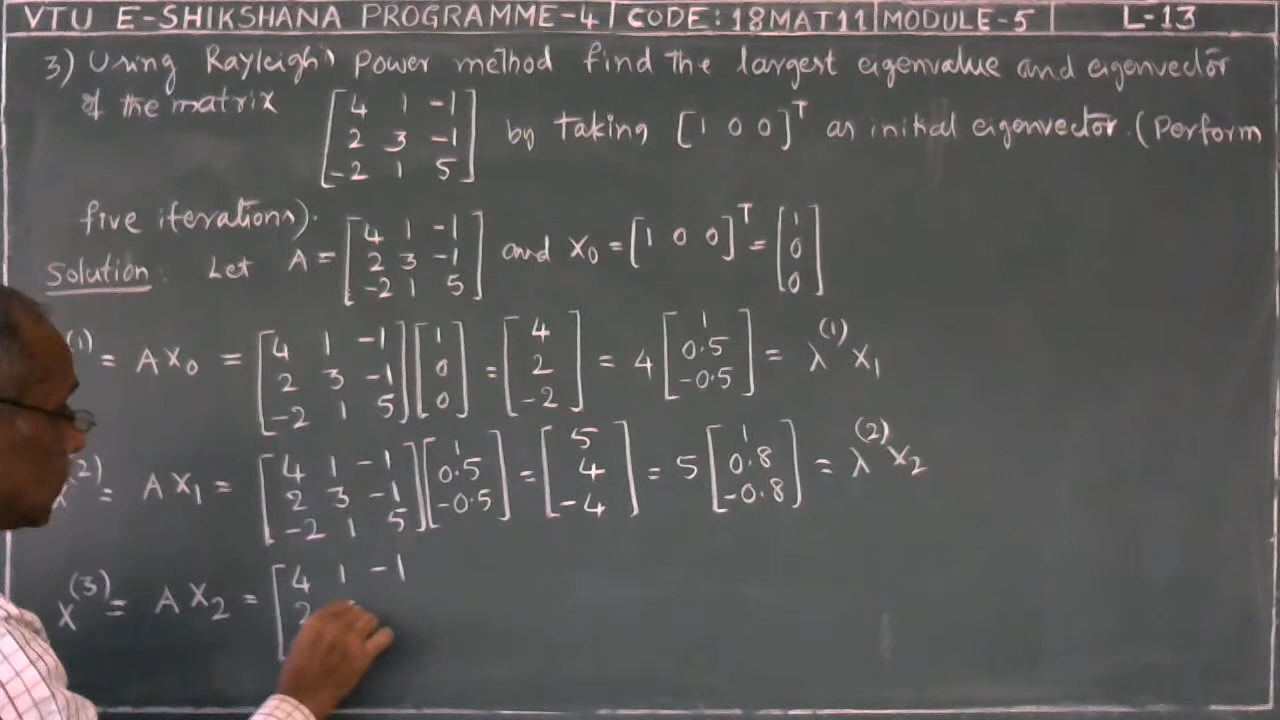 VTU E-SHIKSHANA PROGRAMME-4 | CODE: 18MAT11 | MODULE-5 | L-13
3) Using Rayleigh's Power method find the largest eigenvalue and eigenvector
of the matrix [4 1 -1; 2 3 -1; -2 1 5] by taking [1 0 0]^T as initial eigenvector. (Perform
five iterations).
Solution: Let A = [4 1 -1; 2 3 -1; -2 1 5] and X₀ = [1 0 0]^T = [1; 0; 0]
(1) = AX₀ = [4 1 -1; 2 3 -1; -2 1 5][1; 0; 0] = [4; 2; -2] = 4[1; 0.5; -0.5] = λ^(1) X₁
X^(2) = AX₁ = [4 1 -1; 2 3 -1; -2 1 5][1; 0.5; -0.5] = [5; 4; -4] = 5[1; 0.8; -0.8] = λ^(2) X₂
X^(3) = AX₂ = [4 1 -1; 2